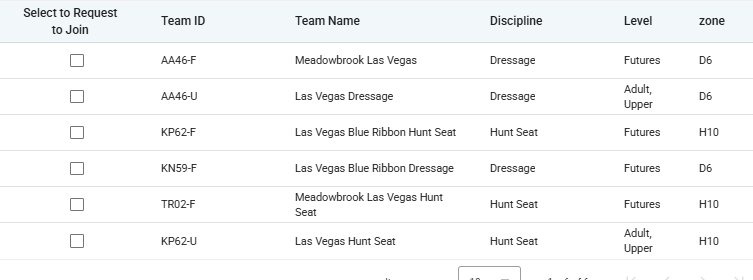 Select to Request to Join Team ID Team Name Discipline Level zone
AA46-F Meadowbrook Las Vegas Dressage Futures D6
AA46-U Las Vegas Dressage Dressage Adult, Upper D6
KP62-F Las Vegas Blue Ribbon Hunt Seat Hunt Seat Futures H10
KN59-F Las Vegas Blue Ribbon Dressage Dressage Futures D6
TR02-F Meadowbrook Las Vegas Hunt Seat Hunt Seat Futures H10
KP62-U Las Vegas Hunt Seat Hunt Seat Adult, Upper H10